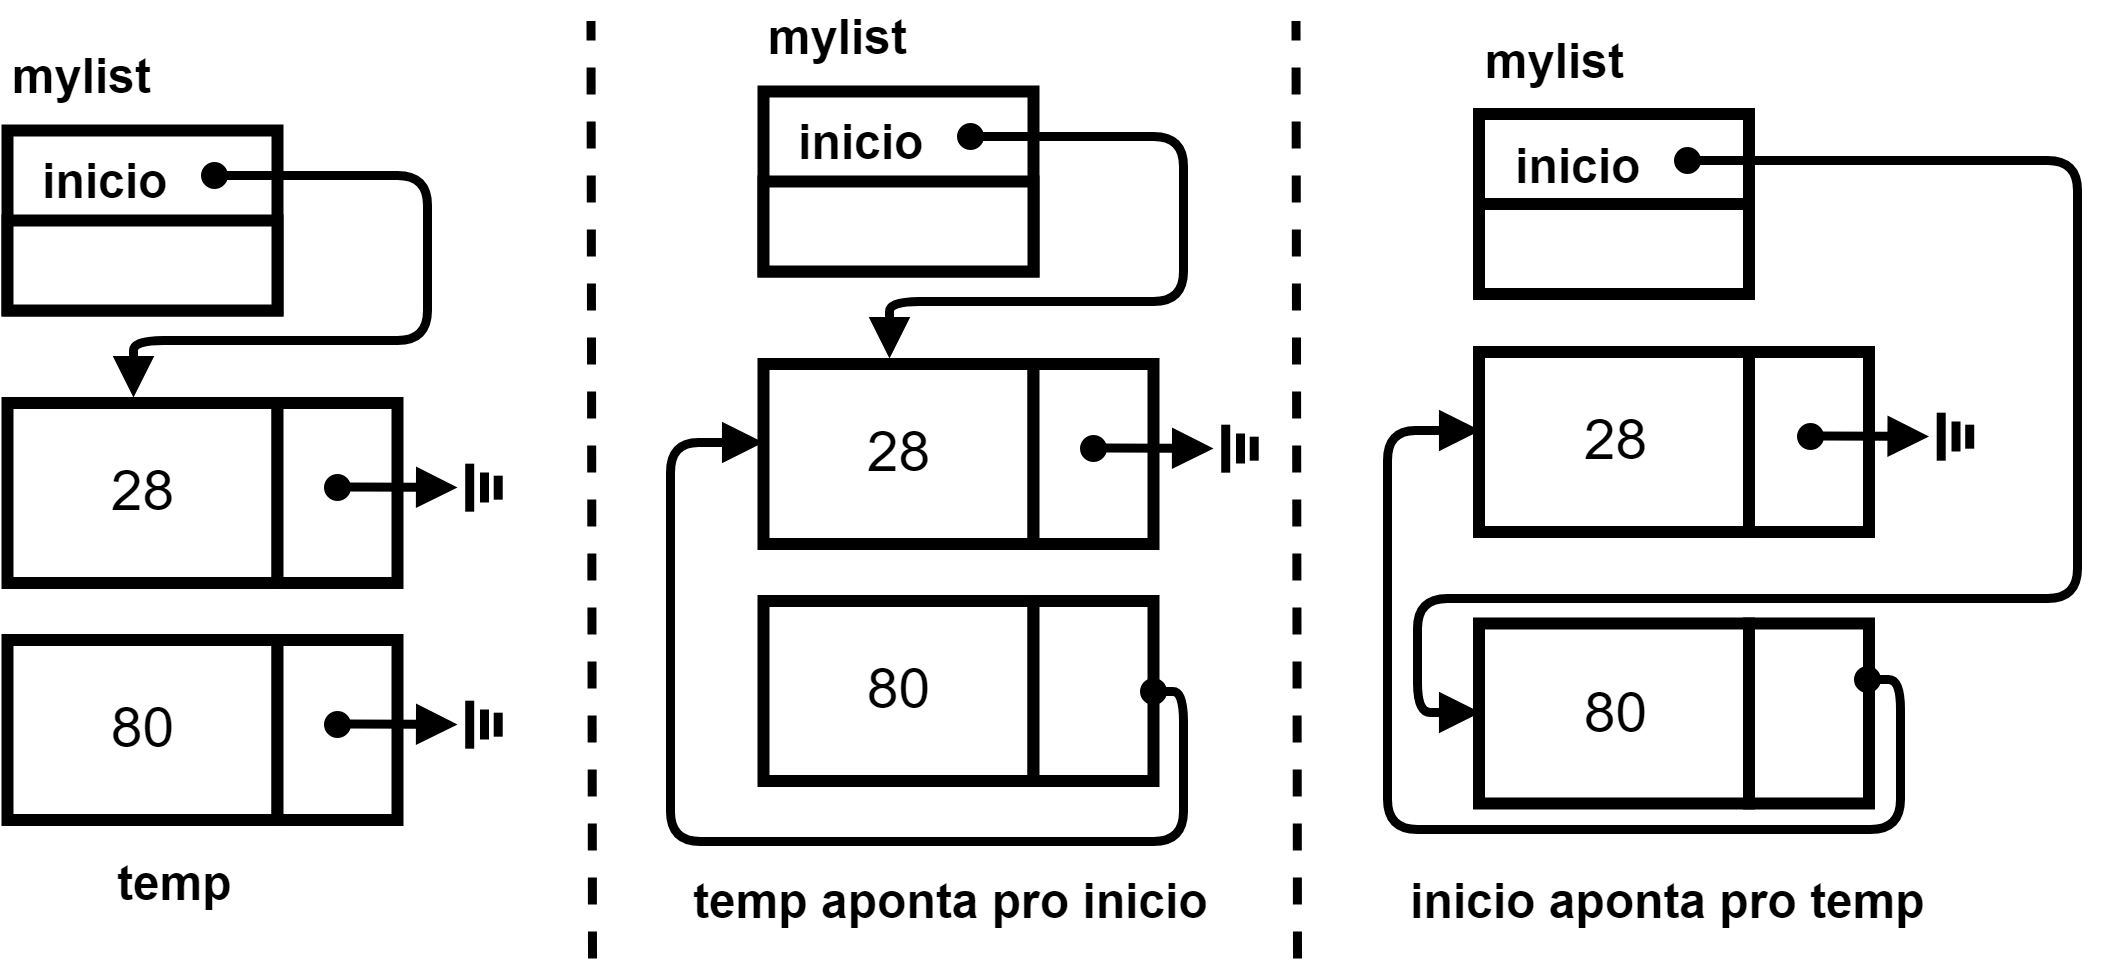 mylist
inicio
28
80
temp
mylist
inicio
28
80
temp aponta pro inicio
mylist
inicio
28
80
inicio aponta pro temp